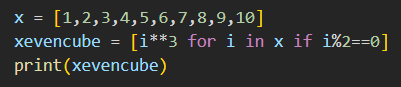 x = [1,2,3,4,5,6,7,8,9,10]
xevencube = [i**3 for i in x if i%2==0]
print(xevencube)